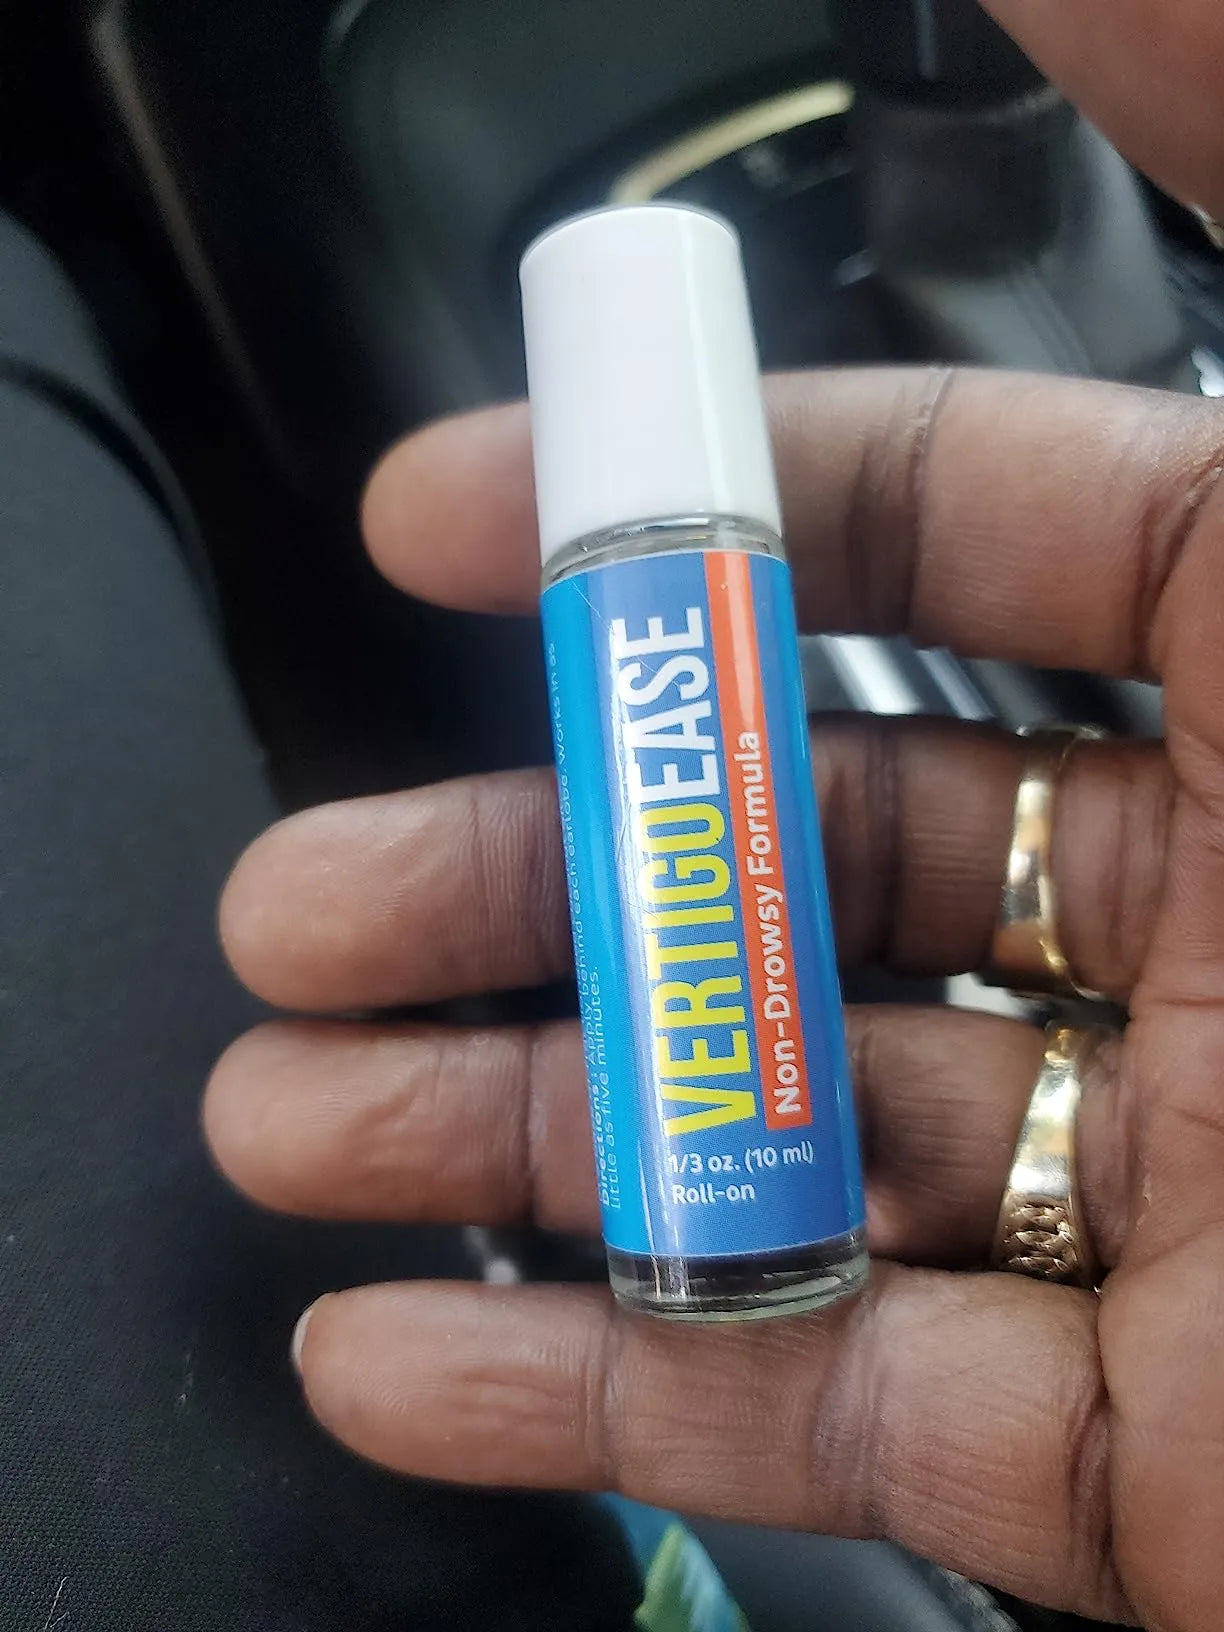 VERTIGOEASE
Non-Drowsy Formula
1/3 oz. (10 ml)
Roll-on
Directions: Apply behind each earlobe. Works in as
little as five minutes.